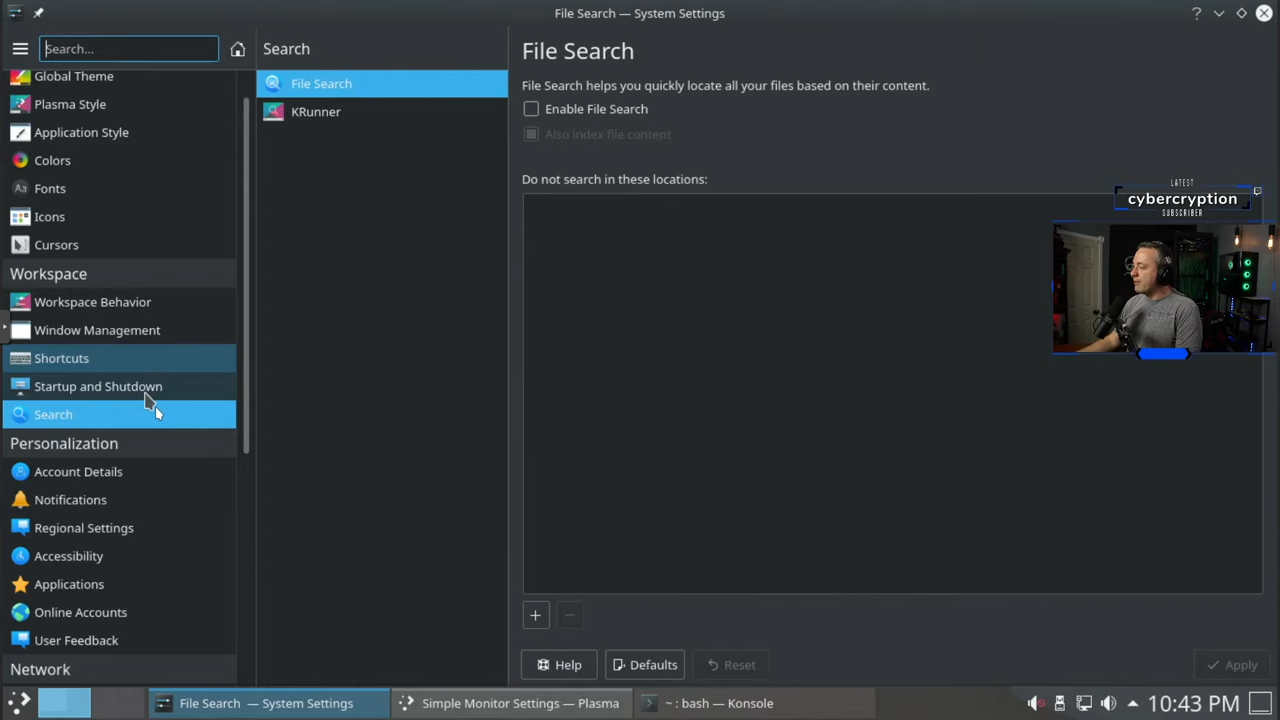 File Search — System Settings
Search...
Search
File Search
Global Theme
Plasma Style
Application Style
Colors
Fonts
Icons
Cursors
Workspace
Workspace Behavior
Window Management
Shortcuts
Startup and Shutdown
Search
Personalization
Account Details
Notifications
Regional Settings
Accessibility
Applications
Online Accounts
User Feedback
Network
File Search
KRunner
File Search helps you quickly locate all your files based on their content.
Enable File Search
Also index file content
Do not search in these locations:
LATEST
cybercryption
SUBSCRIBER
Help
Defaults
Reset
Apply
File Search — System Settings
Simple Monitor Settings — Plasma
~ : bash — Konsole
10:43 PM